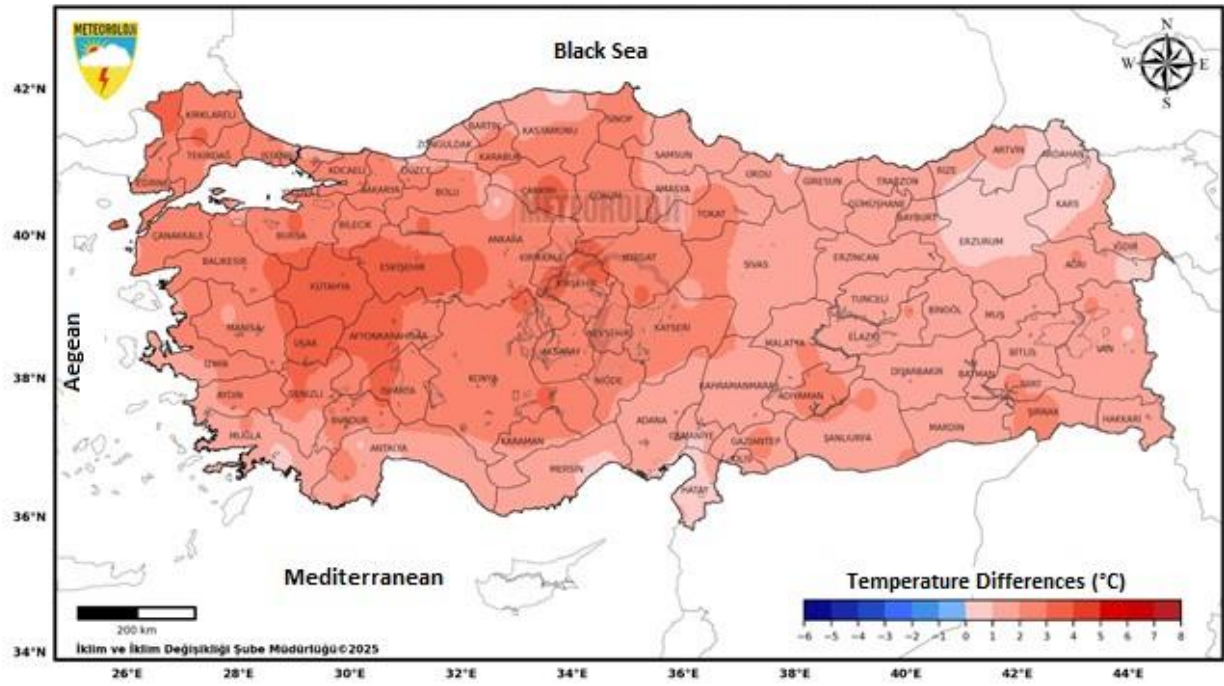 METEOROLOJİ
Black Sea
N
W E
S
42°N
40°N
38°N
36°N
34°N
KIRKLARELİ
TEKİRDAĞ
İSTANBUL
EDİRNE
KOCAELİ
SAKARYA
DÜZCE
ZONGULDAK
BARTIN
KARABÜK
KASTAMONU
SİNOP
SAMSUN
ORDU
GİRESUN
TRABZON
RİZE
ARTVİN
ARDAHAN
ÇANAKKALE
BURSA
BİLECİK
BOLU
ÇANKIRI
ÇORUM
AMASYA
TOKAT
GÜMÜŞHANE
BAYBURT
ERZURUM
KARS
METEOROLOJİ
BALIKESİR
ESKİŞEHİR
ANKARA
KIRIKKALE
YOZGAT
SİVAS
ERZİNCAN
AĞRI
IĞDIR
KÜTAHYA
KIRŞEHİR
TUNCELİ
BİNGÖL
MUŞ
MANİSA
UŞAK
AFYONKARAHİSAR
NEVŞEHİR
KAYSERİ
MALATYA
ELAZIĞ
BİTLİS
VAN
İZMİR
AKSARAY
KONYA
NİĞDE
DİYARBAKIR
BATMAN
SİİRT
AYDIN
DENİZLİ
ISPARTA
BURDUR
KAHRAMANMARAŞ
ADIYAMAN
ŞIRNAK
HAKKARİ
MUĞLA
ANTALYA
KARAMAN
MERSİN
ADANA
OSMANİYE
GAZİANTEP
KİLİS
ŞANLIURFA
MARDİN
HATAY
Aegean
Mediterranean
Temperature Differences (°C)
−6 −5 −4 −3 −2 −1 0 1 2 3 4 5 6 7 8
200 km
İklim ve İklim Değişikliği Şube Müdürlüğü©2025
26°E 28°E 30°E 32°E 34°E 36°E 38°E 40°E 42°E 44°E